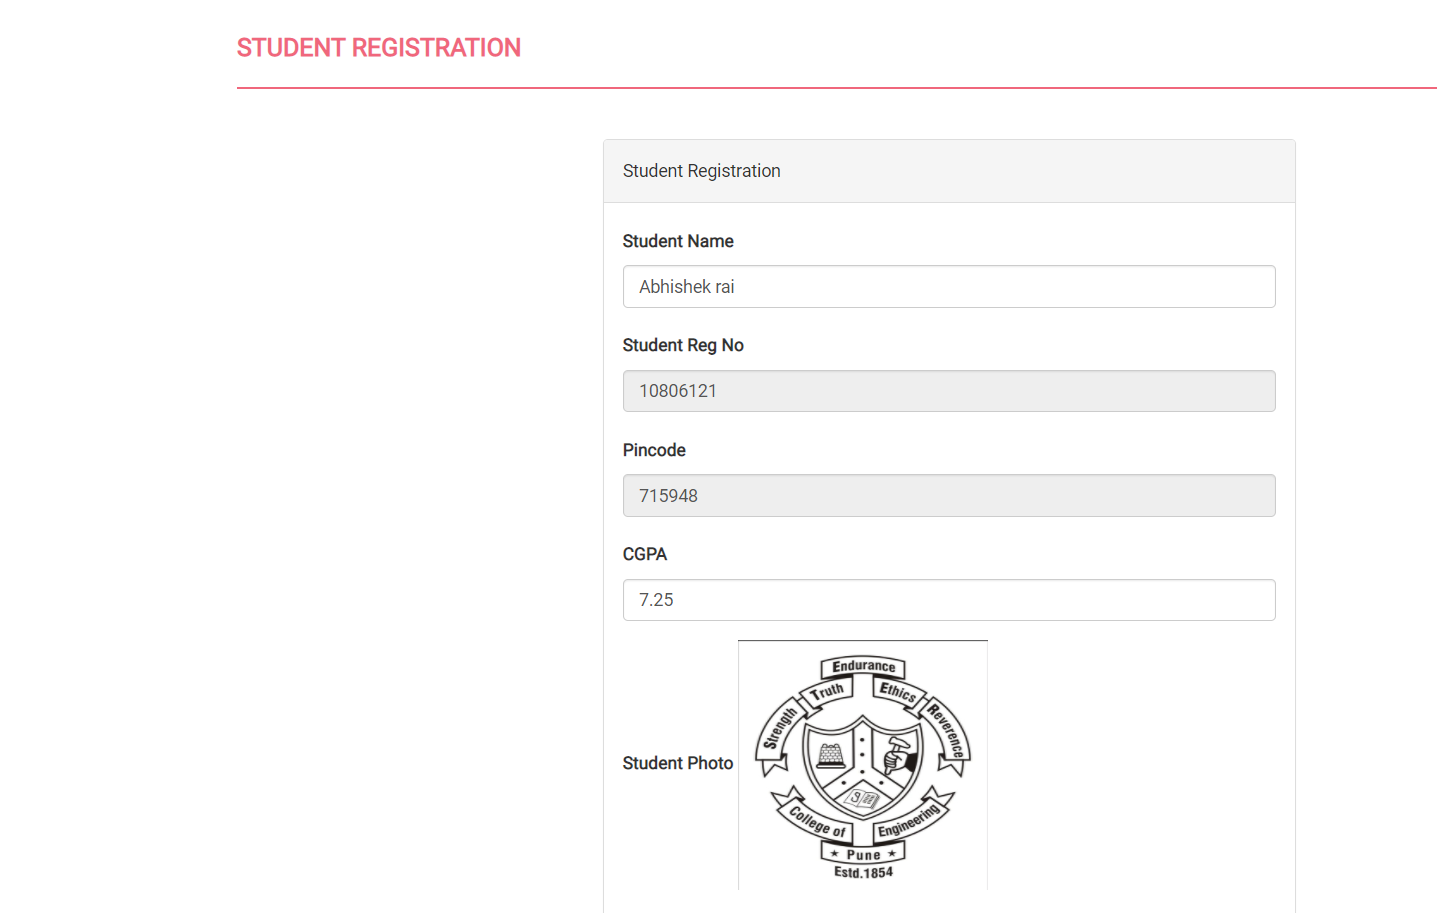 STUDENT REGISTRATION
Student Registration
Student Name
Abhishek rai
Student Reg No
10806121
Pincode
715948
CGPA
7.25
Student Photo
Endurance
Truth
Ethics
Strength
Reverence
College of
Engineering
★ Pune ★
Estd.1854